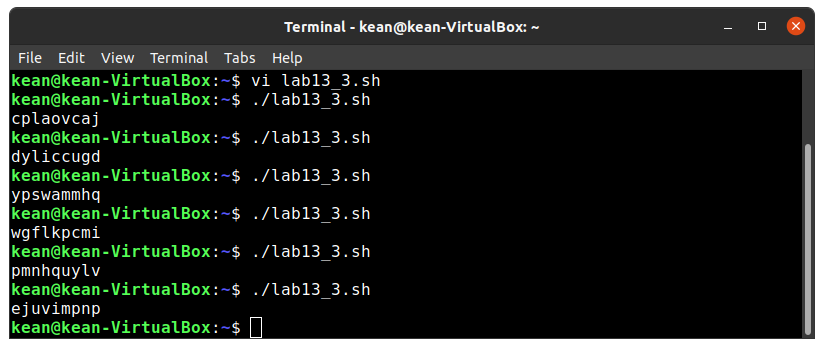 Terminal - kean@kean-VirtualBox: ~
File Edit View Terminal Tabs Help
kean@kean-VirtualBox:~$ vi lab13_3.sh
kean@kean-VirtualBox:~$ ./lab13_3.sh
cplaovcaj
kean@kean-VirtualBox:~$ ./lab13_3.sh
dyliccugd
kean@kean-VirtualBox:~$ ./lab13_3.sh
ypswammhq
kean@kean-VirtualBox:~$ ./lab13_3.sh
wgflkpcmi
kean@kean-VirtualBox:~$ ./lab13_3.sh
pmnhquylv
kean@kean-VirtualBox:~$ ./lab13_3.sh
ejuvimpnp
kean@kean-VirtualBox:~$